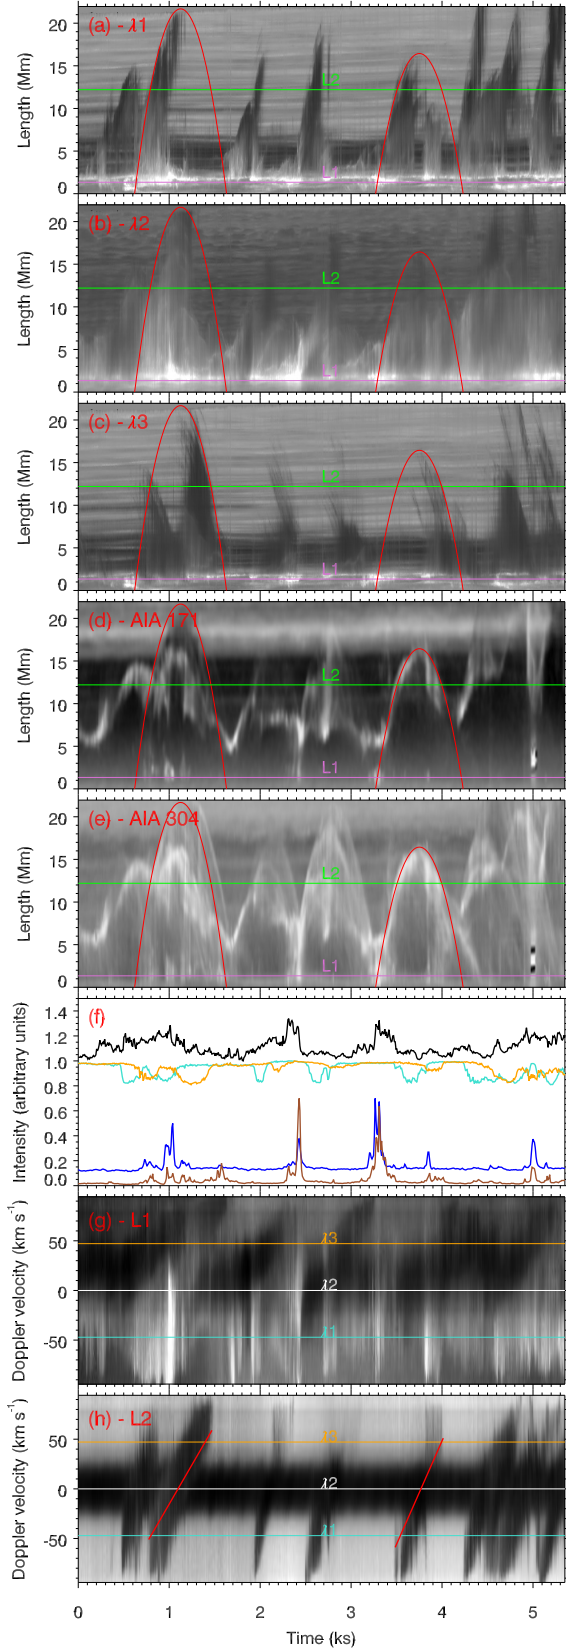 (a) - λ1
20
15
10
5
0
Length (Mm)
L2
L1
(b) - λ2
20
15
10
5
0
Length (Mm)
L2
L1
(c) - λ3
20
15
10
5
0
Length (Mm)
L2
L1
(d) - AIA 171
20
15
10
5
0
Length (Mm)
L2
L1
(e) - AIA 304
20
15
10
5
0
Length (Mm)
L2
L1
(f)
1.4
1.2
1.0
0.8
0.6
0.4
0.2
0.0
Intensity (arbitrary units)
(g) - L1
50
0
-50
Doppler velocity (km s⁻¹)
λ3
λ2
λ1
(h) - L2
50
0
-50
Doppler velocity (km s⁻¹)
λ3
λ2
λ1
0 1 2 3 4 5
Time (ks)